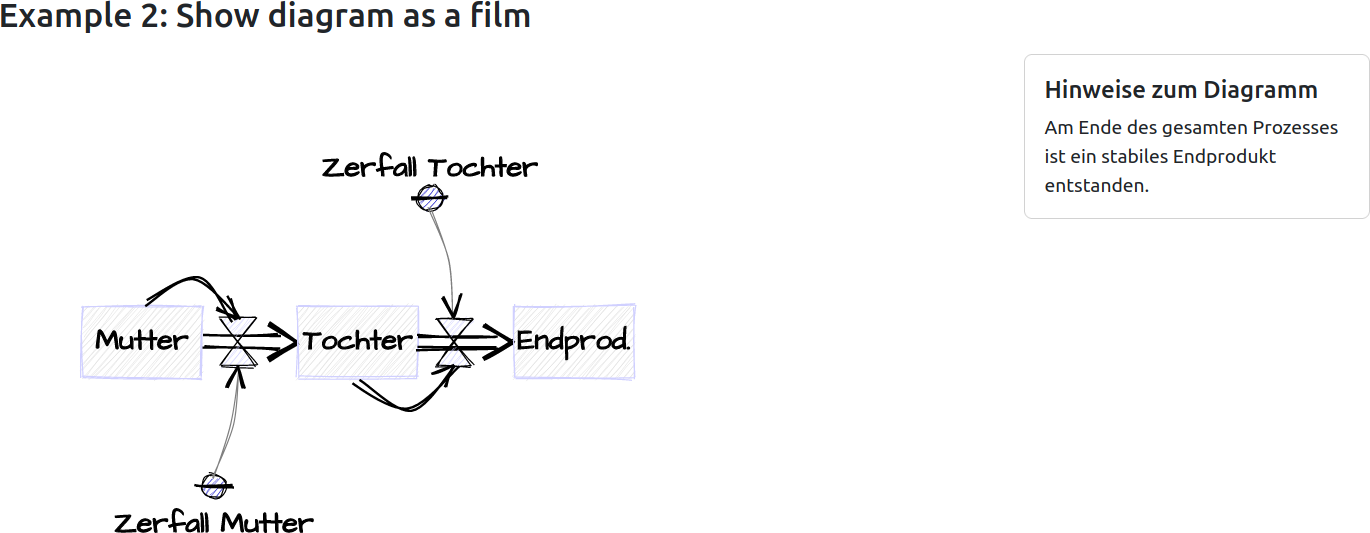 Example 2: Show diagram as a film
Hinweise zum Diagramm
Am Ende des gesamten Prozesses
ist ein stabiles Endprodukt
entstanden.
Zerfall Tochter
Mutter
Tochter
Endprod.
Zerfall Mutter